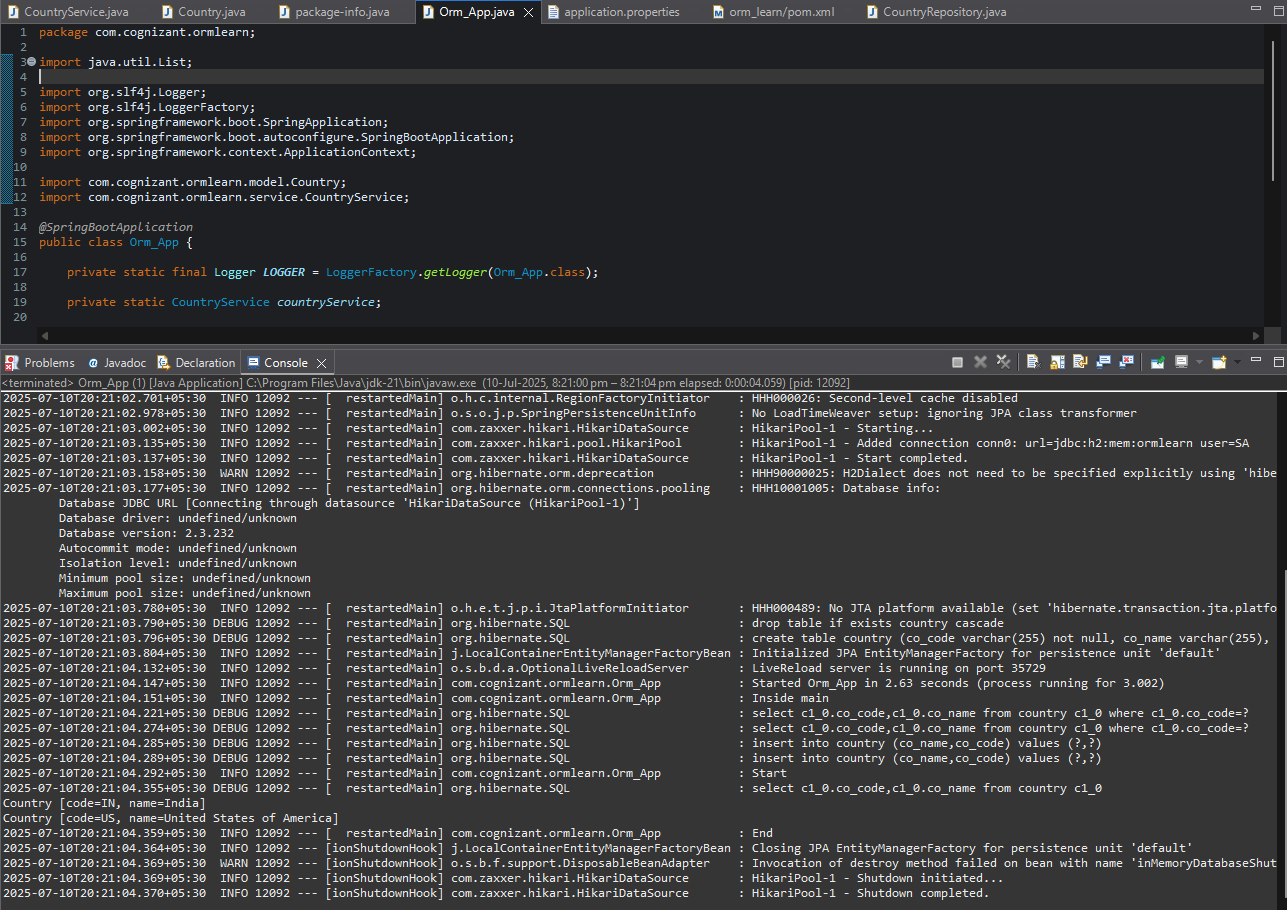 CountryService.java Country.java package-info.java Orm_App.java application.properties orm_learn/pom.xml CountryRepository.java
1 package com.cognizant.ormlearn;
2
3 import java.util.List;
4
5 import org.slf4j.Logger;
6 import org.slf4j.LoggerFactory;
7 import org.springframework.boot.SpringApplication;
8 import org.springframework.boot.autoconfigure.SpringBootApplication;
9 import org.springframework.context.ApplicationContext;
10
11 import com.cognizant.ormlearn.model.Country;
12 import com.cognizant.ormlearn.service.CountryService;
13
14 @SpringBootApplication
15 public class Orm_App {
16
17 private static final Logger LOGGER = LoggerFactory.getLogger(Orm_App.class);
18
19 private static CountryService countryService;
20
Problems Javadoc Declaration Console
<terminated> Orm_App (1) [Java Application] C:\Program Files\Java\jdk-21\bin\javaw.exe (10-Jul-2025, 8:21:00 pm – 8:21:04 pm elapsed: 0:00:04.059) [pid: 12092]
2025-07-10T20:21:02.701+05:30 INFO 12092 --- [ restartedMain] o.h.c.internal.RegionFactoryInitiator : HHH000026: Second-level cache disabled
2025-07-10T20:21:02.978+05:30 INFO 12092 --- [ restartedMain] o.s.o.j.p.SpringPersistenceUnitInfo : No LoadTimeWeaver setup: ignoring JPA class transformer
2025-07-10T20:21:03.002+05:30 INFO 12092 --- [ restartedMain] com.zaxxer.hikari.HikariDataSource : HikariPool-1 - Starting...
2025-07-10T20:21:03.135+05:30 INFO 12092 --- [ restartedMain] com.zaxxer.hikari.pool.HikariPool : HikariPool-1 - Added connection conn0: url=jdbc:h2:mem:ormlearn user=SA
2025-07-10T20:21:03.137+05:30 INFO 12092 --- [ restartedMain] com.zaxxer.hikari.HikariDataSource : HikariPool-1 - Start completed.
2025-07-10T20:21:03.158+05:30 WARN 12092 --- [ restartedMain] org.hibernate.orm.deprecation : HHH90000025: H2Dialect does not need to be specified explicitly using 'hibe
2025-07-10T20:21:03.177+05:30 INFO 12092 --- [ restartedMain] org.hibernate.orm.connections.pooling : HHH10001005: Database info:
Database JDBC URL [Connecting through datasource 'HikariDataSource (HikariPool-1)']
Database driver: undefined/unknown
Database version: 2.3.232
Autocommit mode: undefined/unknown
Isolation level: undefined/unknown
Minimum pool size: undefined/unknown
Maximum pool size: undefined/unknown
2025-07-10T20:21:03.780+05:30 INFO 12092 --- [ restartedMain] o.h.e.t.j.p.i.JtaPlatformInitiator : HHH000489: No JTA platform available (set 'hibernate.transaction.jta.platfo
2025-07-10T20:21:03.790+05:30 DEBUG 12092 --- [ restartedMain] org.hibernate.SQL : drop table if exists country cascade
2025-07-10T20:21:03.796+05:30 DEBUG 12092 --- [ restartedMain] org.hibernate.SQL : create table country (co_code varchar(255) not null, co_name varchar(255),
2025-07-10T20:21:03.804+05:30 INFO 12092 --- [ restartedMain] j.LocalContainerEntityManagerFactoryBean : Initialized JPA EntityManagerFactory for persistence unit 'default'
2025-07-10T20:21:04.132+05:30 INFO 12092 --- [ restartedMain] o.s.b.d.a.OptionalLiveReloadServer : LiveReload server is running on port 35729
2025-07-10T20:21:04.147+05:30 INFO 12092 --- [ restartedMain] com.cognizant.ormlearn.Orm_App : Started Orm_App in 2.63 seconds (process running for 3.002)
2025-07-10T20:21:04.151+05:30 INFO 12092 --- [ restartedMain] com.cognizant.ormlearn.Orm_App : Inside main
2025-07-10T20:21:04.221+05:30 DEBUG 12092 --- [ restartedMain] org.hibernate.SQL : select c1_0.co_code,c1_0.co_name from country c1_0 where c1_0.co_code=?
2025-07-10T20:21:04.274+05:30 DEBUG 12092 --- [ restartedMain] org.hibernate.SQL : select c1_0.co_code,c1_0.co_name from country c1_0 where c1_0.co_code=?
2025-07-10T20:21:04.285+05:30 DEBUG 12092 --- [ restartedMain] org.hibernate.SQL : insert into country (co_name,co_code) values (?,?)
2025-07-10T20:21:04.289+05:30 DEBUG 12092 --- [ restartedMain] org.hibernate.SQL : insert into country (co_name,co_code) values (?,?)
2025-07-10T20:21:04.292+05:30 INFO 12092 --- [ restartedMain] com.cognizant.ormlearn.Orm_App : Start
2025-07-10T20:21:04.355+05:30 DEBUG 12092 --- [ restartedMain] org.hibernate.SQL : select c1_0.co_code,c1_0.co_name from country c1_0
Country [code=IN, name=India]
Country [code=US, name=United States of America]
2025-07-10T20:21:04.359+05:30 INFO 12092 --- [ restartedMain] com.cognizant.ormlearn.Orm_App : End
2025-07-10T20:21:04.364+05:30 INFO 12092 --- [ionShutdownHook] j.LocalContainerEntityManagerFactoryBean : Closing JPA EntityManagerFactory for persistence unit 'default'
2025-07-10T20:21:04.369+05:30 WARN 12092 --- [ionShutdownHook] o.s.b.f.support.DisposableBeanAdapter : Invocation of destroy method failed on bean with name 'inMemoryDatabaseShut
2025-07-10T20:21:04.369+05:30 INFO 12092 --- [ionShutdownHook] com.zaxxer.hikari.HikariDataSource : HikariPool-1 - Shutdown initiated...
2025-07-10T20:21:04.370+05:30 INFO 12092 --- [ionShutdownHook] com.zaxxer.hikari.HikariDataSource : HikariPool-1 - Shutdown completed.